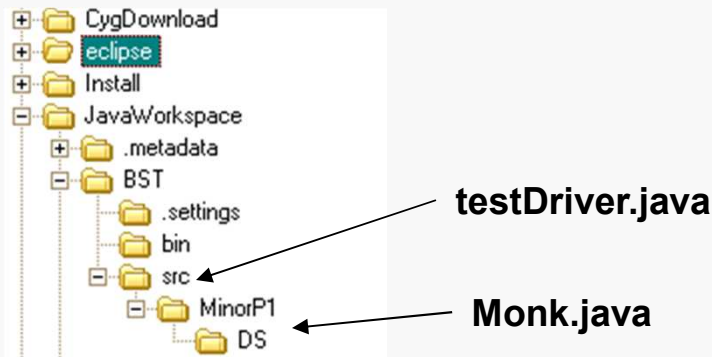 CygDownload
eclipse
Install
JavaWorkspace
.metadata
BST
.settings
bin
src
MinorP1
DS
testDriver.java
Monk.java